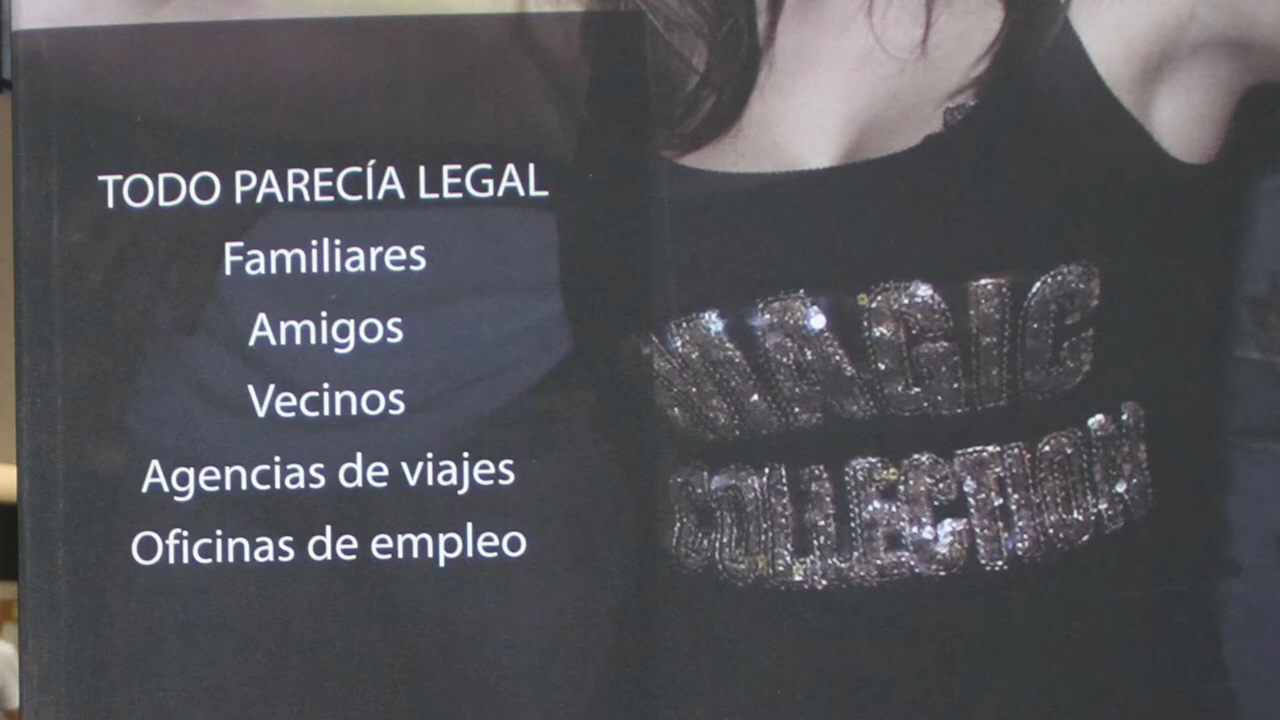 TODO PARECÍA LEGAL
Familiares
Amigos
Vecinos
Agencias de viajes
Oficinas de empleo
MAGIC
COLLECTION